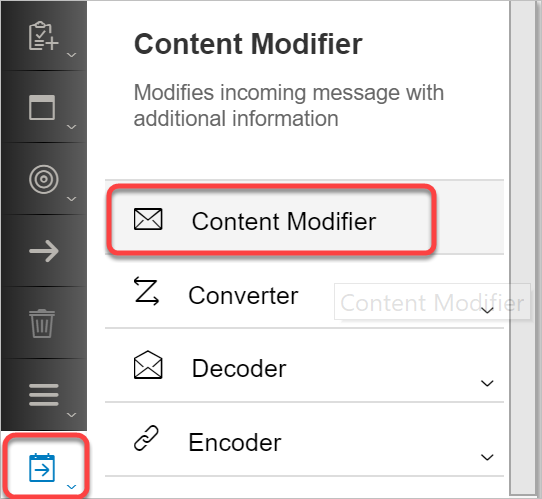 Content Modifier
Modifies incoming message with
additional information
Content Modifier
Converter
Content Modifier
Decoder
Encoder